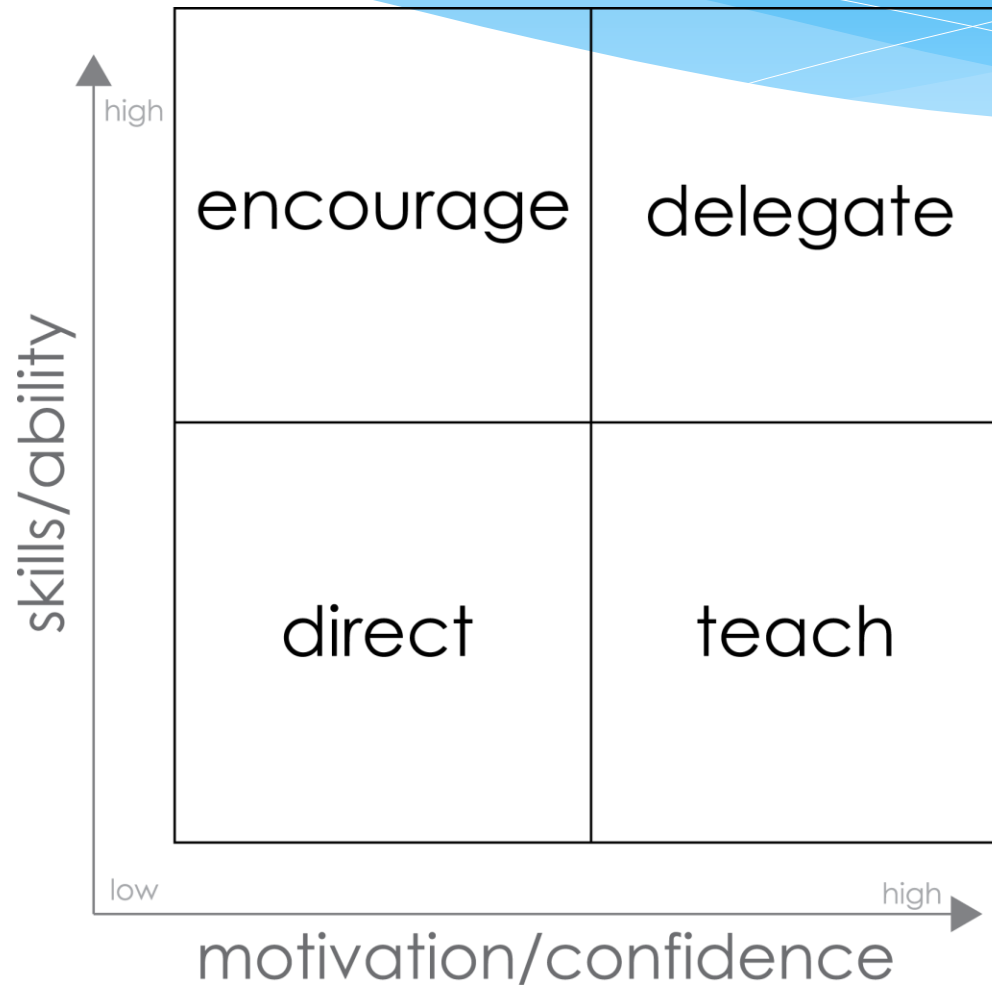 high
encourage
delegate
skills/ability
direct
teach
low
high
motivation/confidence